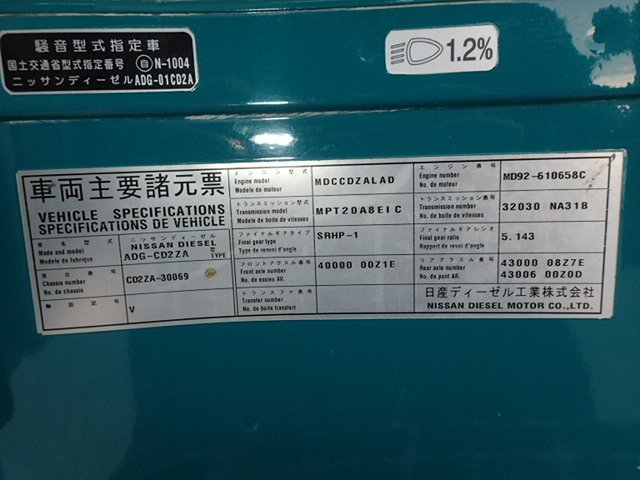 騒音型式指定車
国土交通省型式指定番号 自 N-1004
ニッサンディーゼル ADG-01CD2A
1.2%
車両主要諸元票
VEHICLE SPECIFICATIONS
SPECIFICATIONS DE VEHICLE
車名型式
Made and model
Modèle de fabrique
ニッサンディーゼル
NISSAN DIESEL
ADG-CD2ZA TYPE
車台番号
Chassis number
No. de chassis
CD2ZA-30069
類別記号
V
エンジン型式
Engine model
Modèle de moteur
MDCCDZALAD
トランスミッション型式
Transmission model
Modèle de boite de vitesses
MPT20A8EIC
ファイナルギアタイプ
Final gear type
Type de renvoi d'angle
SRHP-1
フロントアクスル番号
Front axle number
No. de essieu AV.
40000 00Z1E
トランスファ番号
Transfer number
No. de boite transfert
エンジン番号
Engine number
No. de moteur
MD92-610658C
トランスミッション番号
Transmission number
No. de boite de vitesses
32030 NA31B
ファイナルギアレシオ
Final gear ratio
Rapport de renvoi d'angle
5.143
リアアクスル番号
Rear axle number
No. de pont AR.
43000 08Z7E
43006 00Z0D
日産ディーゼル工業株式会社
NISSAN DIESEL MOTOR CO.,LTD.